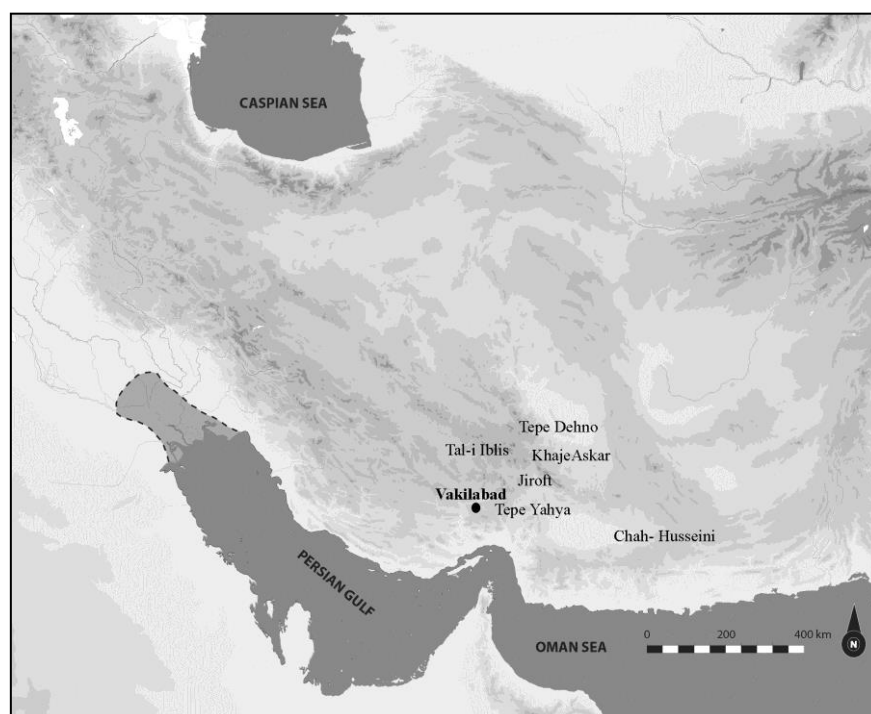 CASPIAN SEA
Tepe Dehno
Tal-i Iblis
KhajeAskar
Jiroft
Vakilabad
Tepe Yahya
Chah- Husseini
PERSIAN GULF
0 200 400 km
OMAN SEA
N